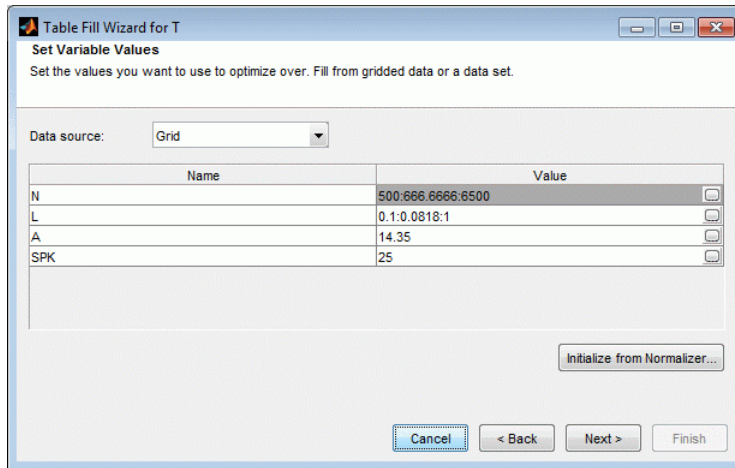 Table Fill Wizard for T
Set Variable Values
Set the values you want to use to optimize over. Fill from gridded data or a data set.
Data source: Grid
Name Value
N 500:666.6666:6500
L 0.1:0.0818:1
A 14.35
SPK 25
Initialize from Normalizer...
Cancel < Back Next > Finish